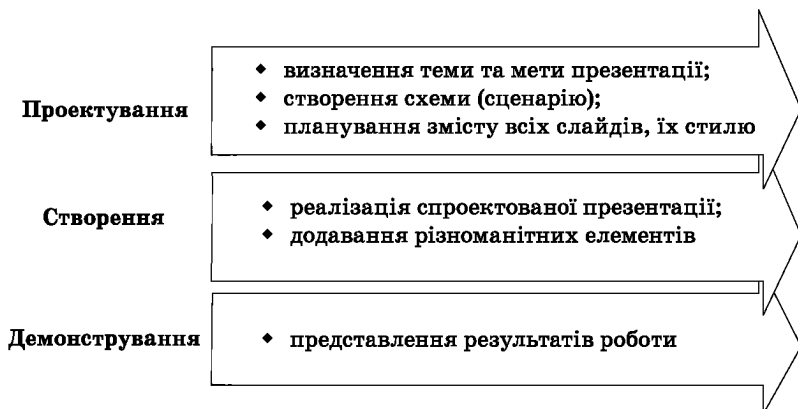 Проектування
◆ визначення теми та мети презентації;
◆ створення схеми (сценарію);
◆ планування змісту всіх слайдів, їх стилю
Створення
◆ реалізація спроектованої презентації;
◆ додавання різноманітних елементів
Демонстрування
◆ представлення результатів роботи